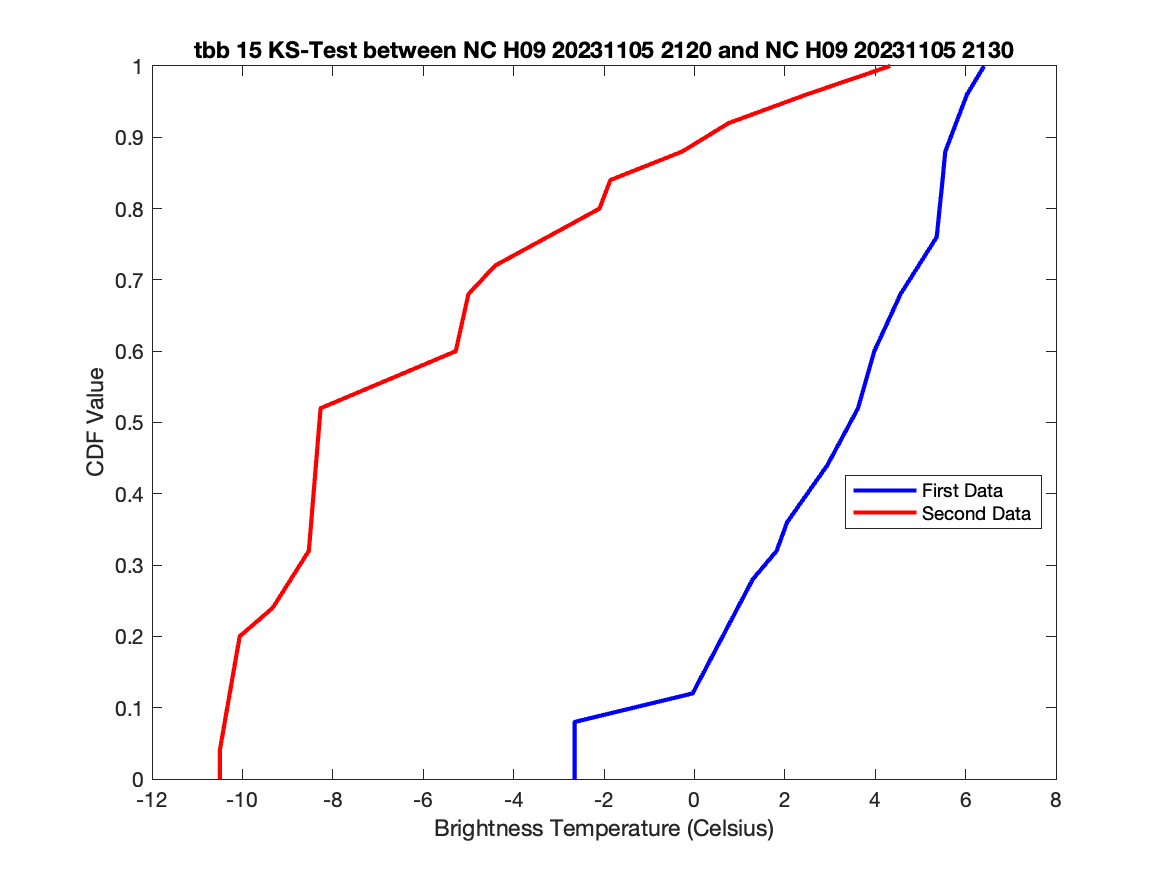 tbb 15 KS-Test between NC H09 20231105 2120 and NC H09 20231105 2130
1
0.9
0.8
0.7
0.6
0.5
0.4
0.3
0.2
0.1
0
CDF Value
First Data
Second Data
-12 -10 -8 -6 -4 -2 0 2 4 6 8
Brightness Temperature (Celsius)